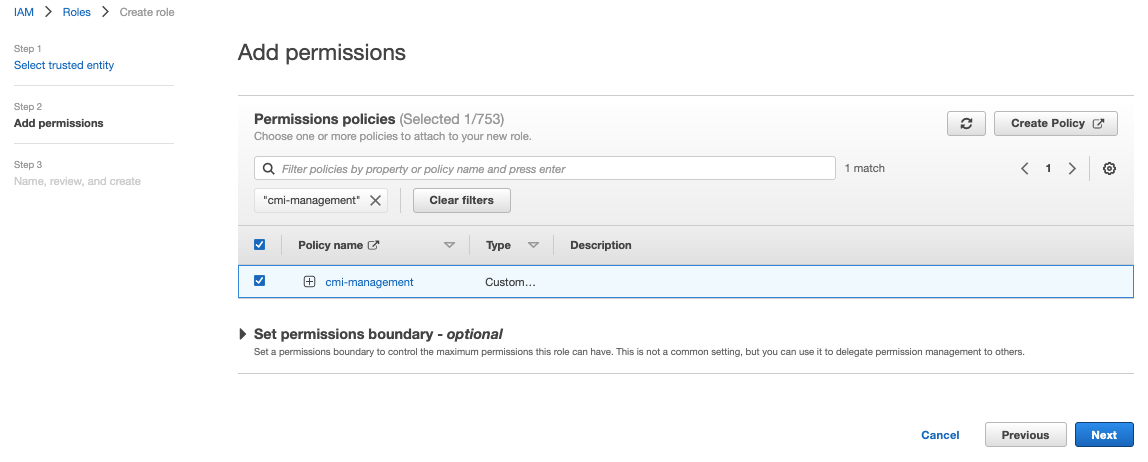 IAM > Roles > Create role
Step 1
Select trusted entity
Step 2
Add permissions
Step 3
Name, review, and create
Add permissions
Permissions policies (Selected 1/753)
Choose one or more policies to attach to your new role.
Create Policy
Filter policies by property or policy name and press enter
1 match
1
"cmi-management"
Clear filters
Policy name
Type
Description
cmi-management
Custom...
Set permissions boundary - optional
Set a permissions boundary to control the maximum permissions this role can have. This is not a common setting, but you can use it to delegate permission management to others.
Cancel
Previous
Next